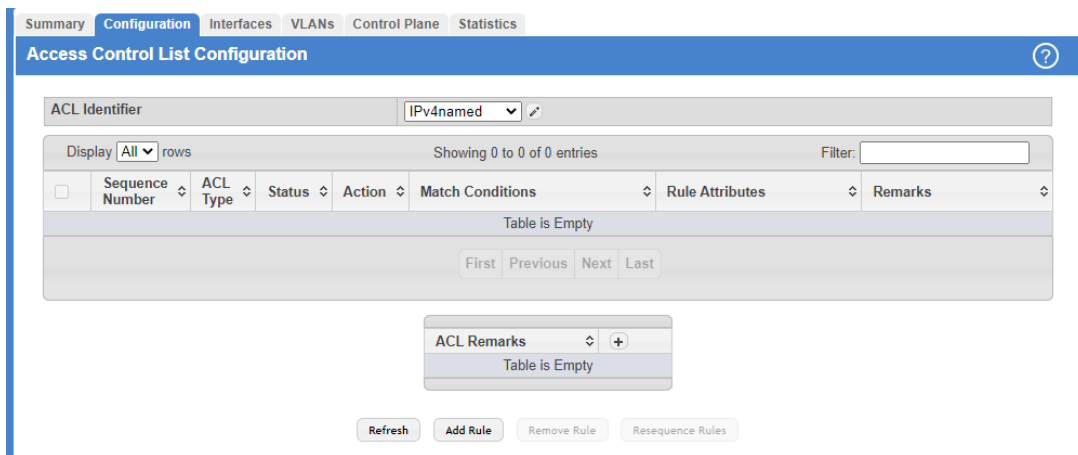 Summary Configuration Interfaces VLANs Control Plane Statistics
Access Control List Configuration ?
ACL Identifier IPv4named
Display All rows Showing 0 to 0 of 0 entries Filter:
Sequence Number ACL Type Status Action Match Conditions Rule Attributes Remarks
Table is Empty
First Previous Next Last
ACL Remarks +
Table is Empty
Refresh Add Rule Remove Rule Resequence Rules